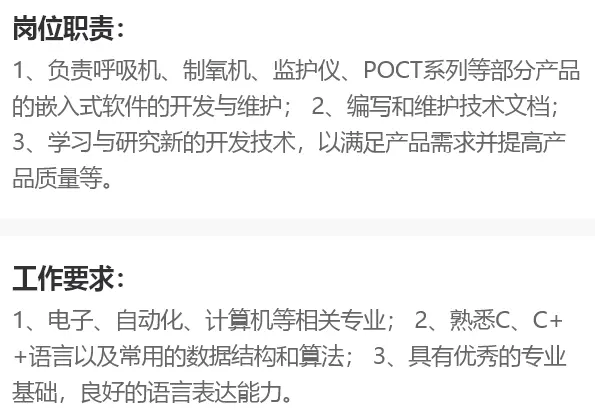 岗位职责：
1、负责呼吸机、制氧机、监护仪、POCT系列等部分产品
的嵌入式软件的开发与维护； 2、编写和维护技术文档；
3、学习与研究新的开发技术，以满足产品需求并提高产
品质量等。
工作要求：
1、电子、自动化、计算机等相关专业； 2、熟悉C、C+
+语言以及常用的数据结构和算法； 3、具有优秀的专业
基础，良好的语言表达能力。